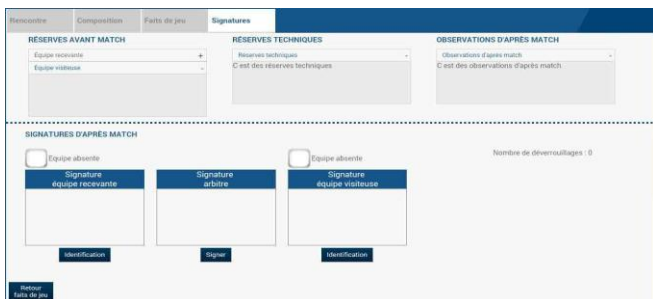 Rencontre
Composition
Faits de jeu
Signatures
RÉSERVES AVANT MATCH
RÉSERVES TECHNIQUES
OBSERVATIONS D'APRÈS MATCH
Equipe recevante +
Equipe visiteuse -
Réserves techniques -
C est des réserves techniques
Observations d'apres match -
C est des observations d'après match
SIGNATURES D'APRÈS MATCH
Equipe absente
Equipe absente
Nombre de déverrouillages : 0
Signature
équipe recevante
Signature
arbitre
Signature
équipe visiteuse
Identification
Signer
Identification
Retour
faits de jeu